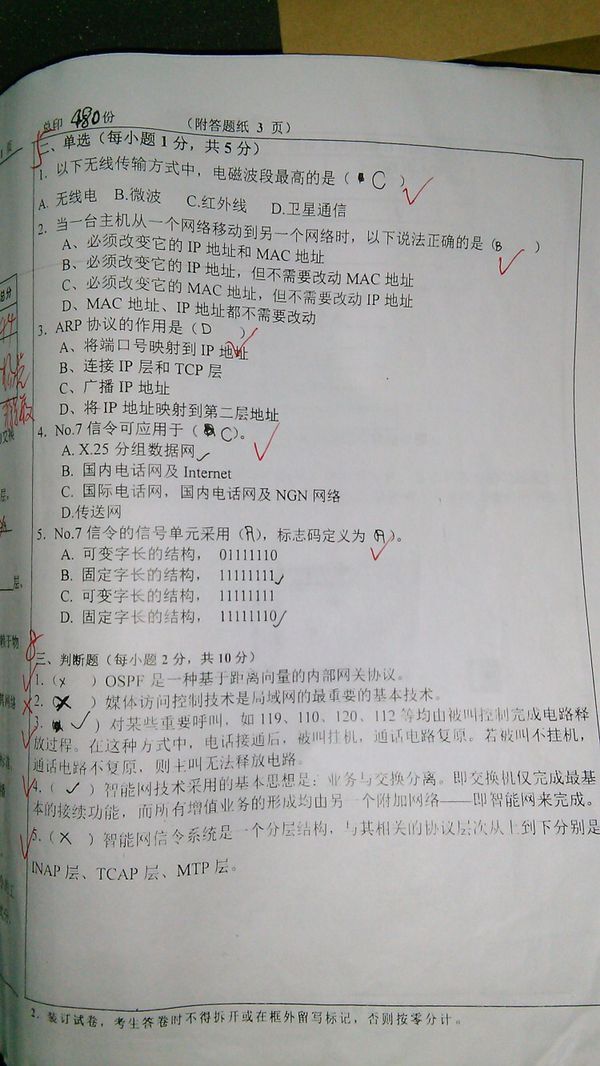 总印 480 份 （附答题纸 3 页）
5
二、单选（每小题 1 分，共 5 分）
1. 以下无线传输方式中，电磁波段最高的是（ C ）
A. 无线电 B.微波 C.红外线 D.卫星通信
2. 当一台主机从一个网络移动到另一个网络时，以下说法正确的是（B ）
A、必须改变它的 IP 地址和 MAC 地址
B、必须改变它的 IP 地址，但不需要改动 MAC 地址
C、必须改变它的 MAC 地址，但不需要改动 IP 地址
D、MAC 地址、IP 地址都不需要改动
3. ARP 协议的作用是（ D ）
A、将端口号映射到 IP 地址
B、连接 IP 层和 TCP 层
C、广播 IP 地址
D、将 IP 地址映射到第二层地址
4. No.7 信令可应用于（ C）。
A. X.25 分组数据网
B. 国内电话网及 Internet
C. 国际电话网，国内电话网及 NGN 网络
D.传送网
5. No.7 信令的信号单元采用（A），标志码定义为（A）。
A. 可变字长的结构， 01111110
B. 固定字长的结构， 11111111
C. 可变字长的结构， 11111111
D. 固定字长的结构， 11111110
8
三、判断题（每小题 2 分，共 10 分）
1.（× ）OSPF 是一种基于距离向量的内部网关协议。
2.（× ）媒体访问控制技术是局域网的最重要的基本技术。
3.（ ✓）对某些重要呼叫，如 119、110、120、112 等均由被叫控制完成电路释
放过程。在这种方式中，电话接通后，被叫挂机，通话电路复原。若被叫不挂机，
通话电路不复原，则主叫无法释放电路。
4.（ ✓ ）智能网技术采用的基本思想是：业务与交换分离。即交换机仅完成最基
本的接续功能，而所有增值业务的形成均由另一个附加网络——即智能网来完成。
5.（ × ）智能网信令系统是一个分层结构，与其相关的协议层次从上到下分别是
INAP 层、TCAP 层、MTP 层。
2. 装订试卷，考生答卷时不得拆开或在框外留写标记，否则按零分计。